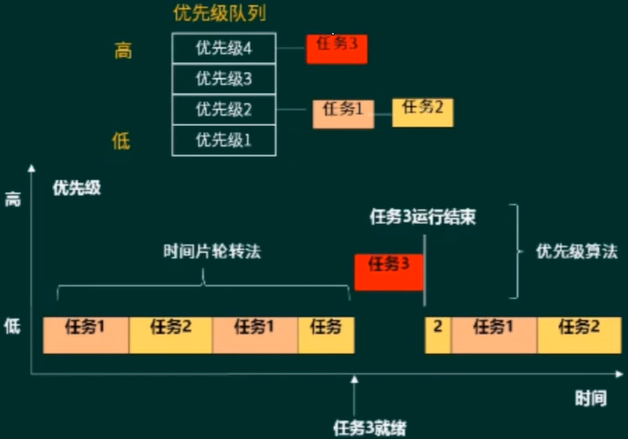 优先级队列
高
优先级4
任务3
优先级3
优先级2
任务1
任务2
低
优先级1
高
优先级
任务3运行结束
时间片轮转法
任务3
优先级算法
低
任务1
任务2
任务1
任务
2
任务1
任务2
时间
任务3就绪